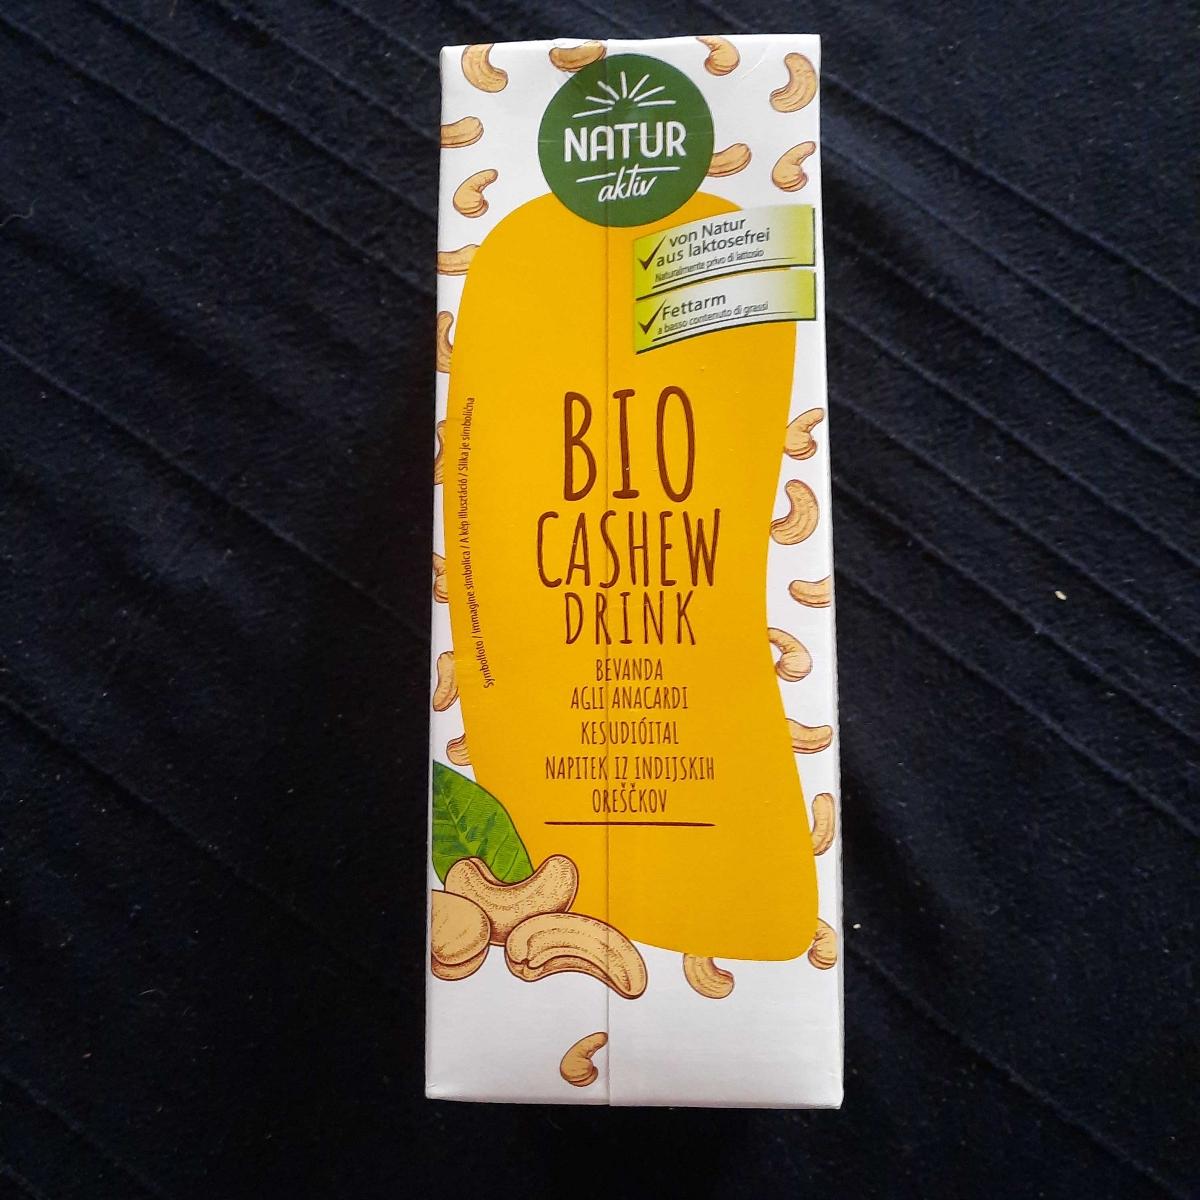 NATUR
aktiv
von Natur
aus laktosefrei
Naturalmente privo di lattosio
Fettarm
a basso contenuto di grassi
BIO
CASHEW
DRINK
BEVANDA
AGLI ANACARDI
KESUDIÓITAL
NAPITEK IZ INDIJSKIH
OREŠČKOV
Symbolfoto / Immagine simbolica / A kép illusztráció / Slika je simbolična